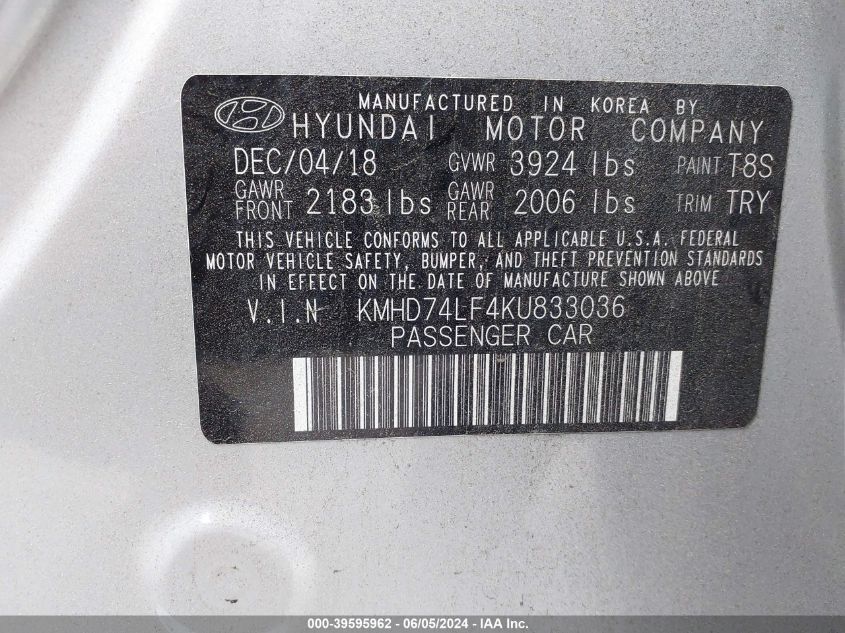 MANUFACTURED IN KOREA BY
HYUNDAI MOTOR COMPANY
DEC/04/18 GVWR 3924 lbs PAINT T8S
GAWR FRONT 2183 lbs GAWR REAR 2006 lbs TRIM TRY
THIS VEHICLE CONFORMS TO ALL APPLICABLE U.S.A. FEDERAL
MOTOR VEHICLE SAFETY, BUMPER, AND THEFT PREVENTION STANDARDS
IN EFFECT ON THE DATE OF MANUFACTURE SHOWN ABOVE
V.I.N KMHD74LF4KU833036
PASSENGER CAR
000-39595962 - 06/05/2024 - IAA Inc.